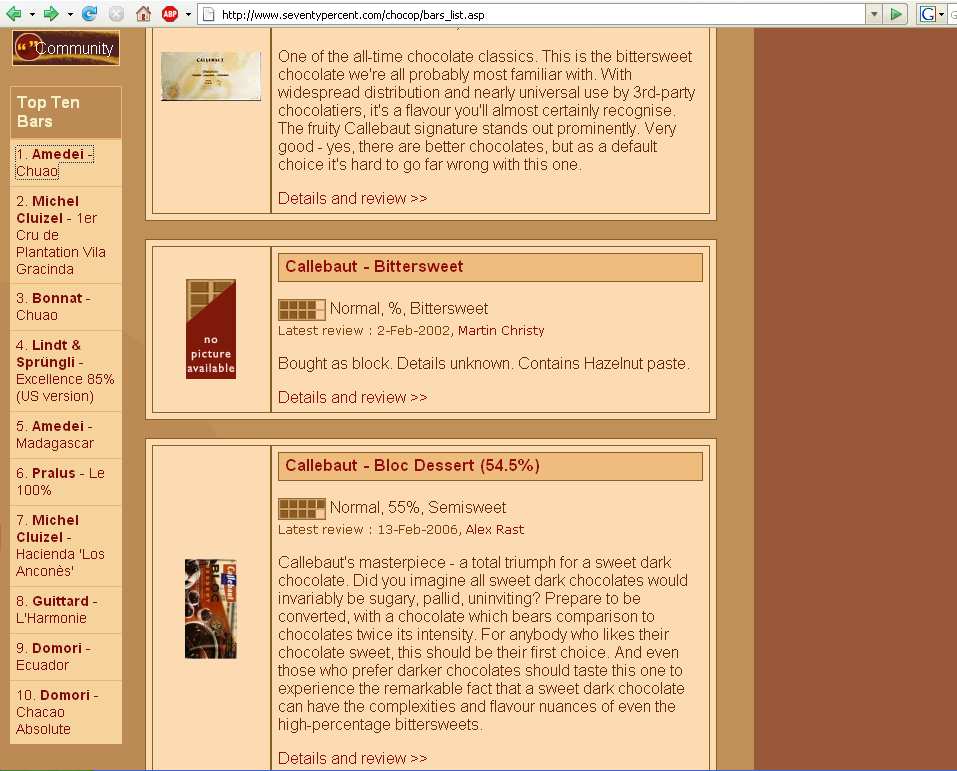 ABP
http://www.seventypercent.com/chocop/bars_list.asp
G
Community
Top Ten
Bars
1. Amedei -
Chuao
2. Michel
Cluizel - 1er
Cru de
Plantation Vila
Gracinda
3. Bonnat -
Chuao
4. Lindt &
Sprüngli -
Excellence 85%
(US version)
5. Amedei -
Madagascar
6. Pralus - Le
100%
7. Michel
Cluizel -
Hacienda 'Los
Anconès'
8. Guittard -
L'Harmonie
9. Domori -
Ecuador
10. Domori -
Chacao
Absolute
CALLEBAUT
One of the all-time chocolate classics. This is the bittersweet
chocolate we're all probably most familiar with. With
widespread distribution and nearly universal use by 3rd-party
chocolatiers, it's a flavour you'll almost certainly recognise.
The fruity Callebaut signature stands out prominently. Very
good - yes, there are better chocolates, but as a default
choice it's hard to go far wrong with this one.
Details and review >>
no
picture
available
Callebaut - Bittersweet
Normal, %, Bittersweet
Latest review : 2-Feb-2002, Martin Christy
Bought as block. Details unknown. Contains Hazelnut paste.
Details and review >>
Callebaut
BLOC
DESSERT
Callebaut - Bloc Dessert (54.5%)
Normal, 55%, Semisweet
Latest review : 13-Feb-2006, Alex Rast
Callebaut's masterpiece - a total triumph for a sweet dark
chocolate. Did you imagine all sweet dark chocolates would
invariably be sugary, pallid, uninviting? Prepare to be
converted, with a chocolate which bears comparison to
chocolates twice its intensity. For anybody who likes their
chocolate sweet, this should be their first choice. And even
those who prefer darker chocolates should taste this one to
experience the remarkable fact that a sweet dark chocolate
can have the complexities and flavour nuances of even the
high-percentage bittersweets.
Details and review >>